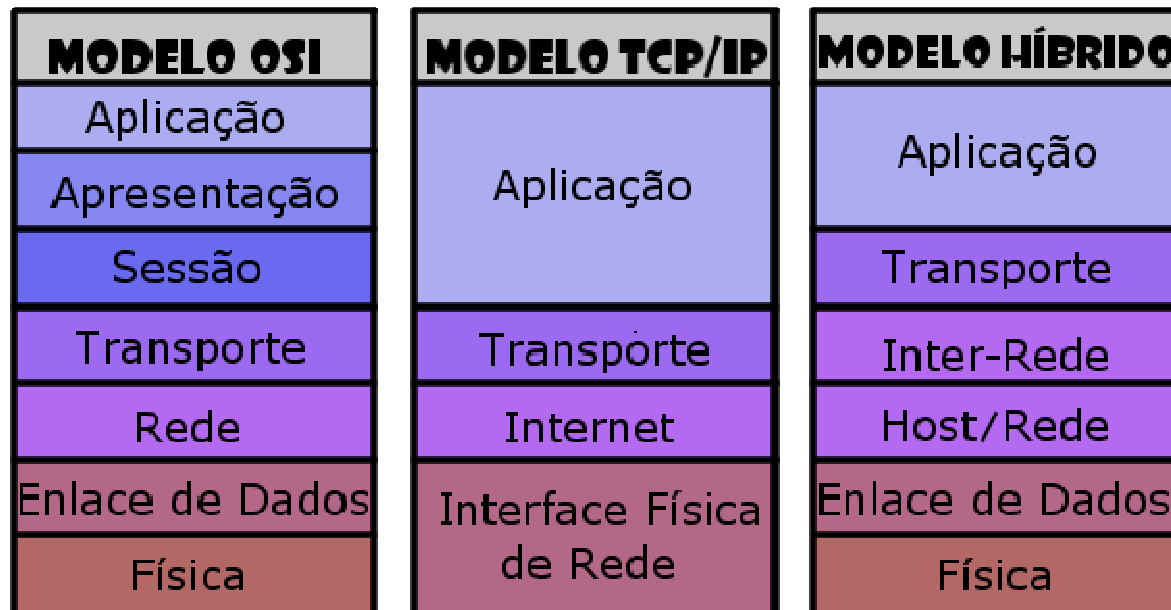 MODELO OSI
Aplicação
Apresentação
Sessão
Transporte
Rede
Enlace de Dados
Física
MODELO TCP/IP
Aplicação
Transporte
Internet
Interface Física
de Rede
MODELO HÍBRIDO
Aplicação
Transporte
Inter-Rede
Host/Rede
Enlace de Dados
Física